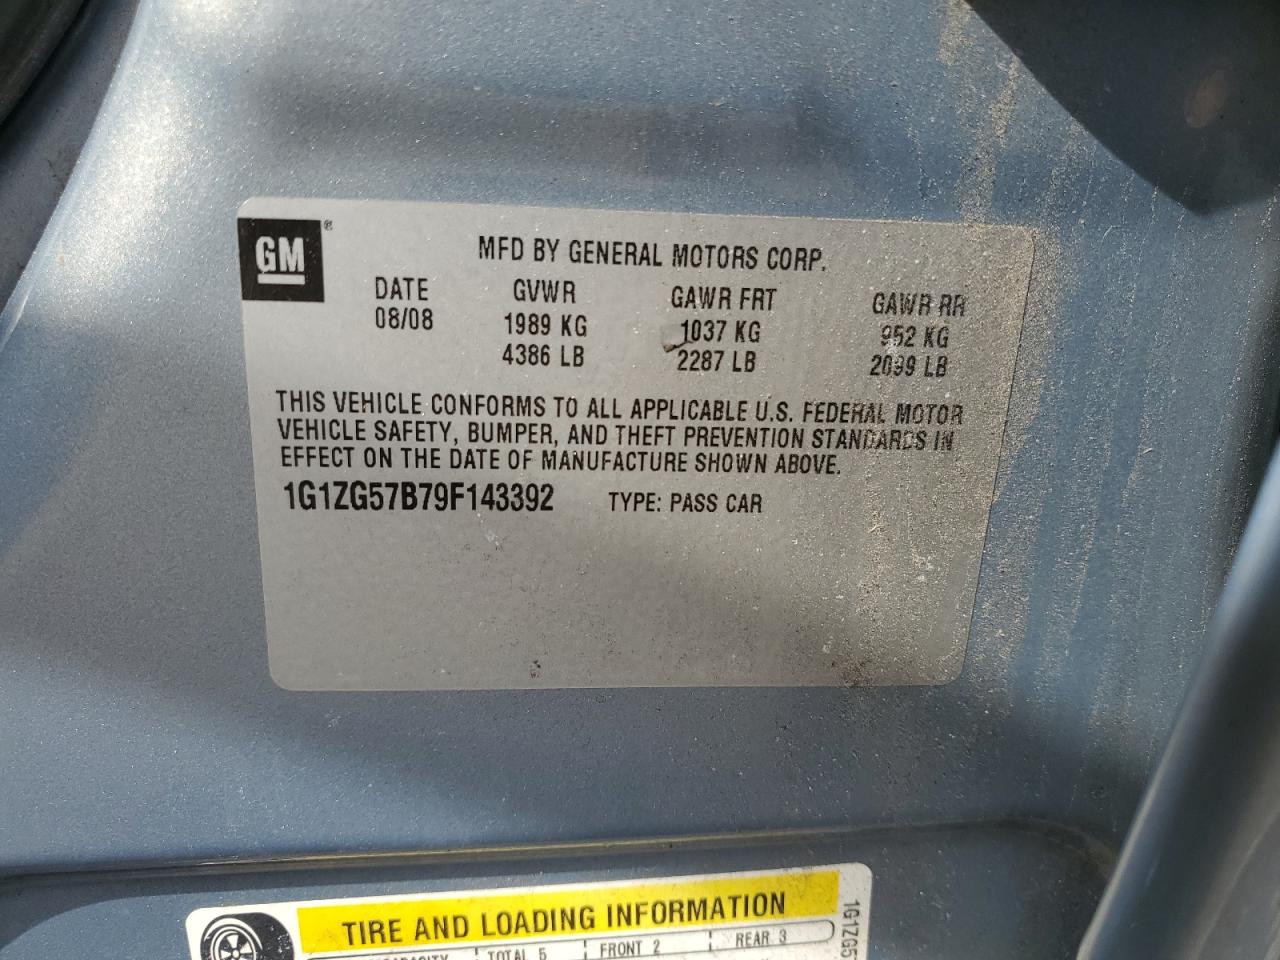 GM®
MFD BY GENERAL MOTORS CORP.
DATE GVWR GAWR FRT GAWR RR
08/08 1989 KG 1037 KG 952 KG
4386 LB 2287 LB 2099 LB
THIS VEHICLE CONFORMS TO ALL APPLICABLE U.S. FEDERAL MOTOR
VEHICLE SAFETY, BUMPER, AND THEFT PREVENTION STANDARDS IN
EFFECT ON THE DATE OF MANUFACTURE SHOWN ABOVE.
1G1ZG57B79F143392 TYPE: PASS CAR
TIRE AND LOADING INFORMATION
TOTAL 5 FRONT 2 REAR 3
1G1ZG5